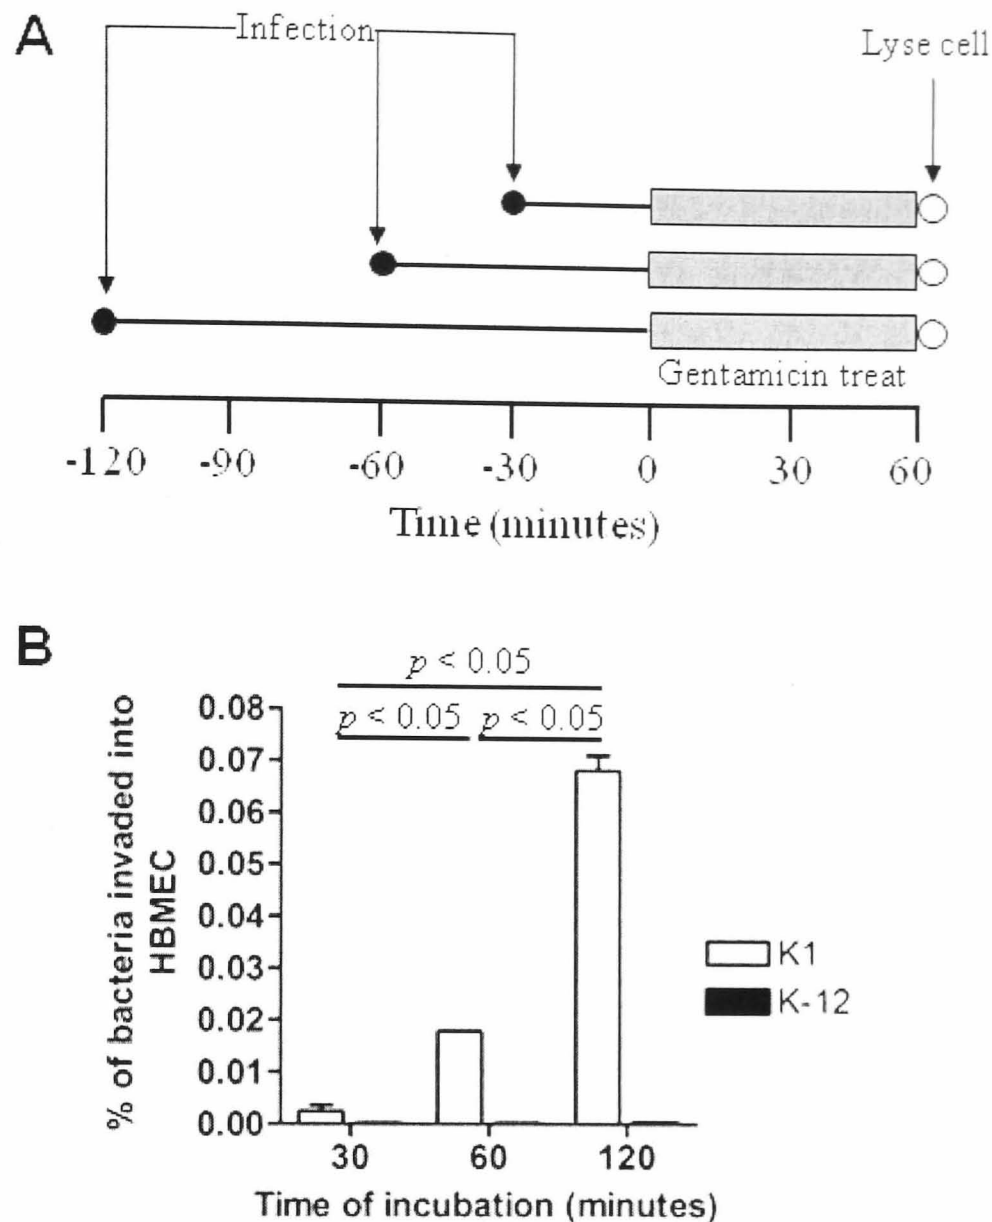 A
Infection
Lyse cell
Gentamicin treat
-120 -90 -60 -30 0 30 60
Time (minutes)
B
p < 0.05
p < 0.05 p < 0.05
% of bacteria invaded into
HBMEC
0.08
0.07
0.06
0.05
0.04
0.03
0.02
0.01
0.00
K1
K-12
30 60 120
Time of incubation (minutes)